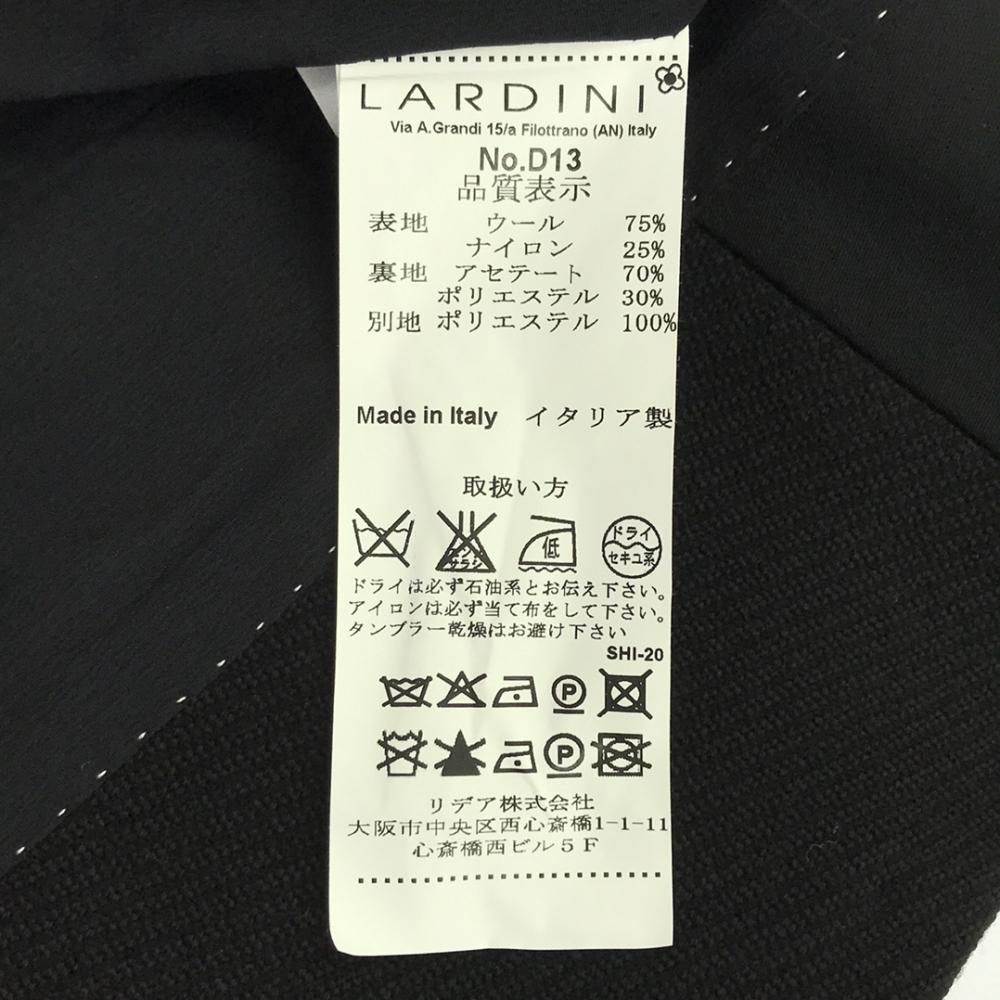 LARDINI
Via A.Grandi 15/a Filottrano (AN) Italy
No.D13
品質表示
表地 ウール 75%
ナイロン 25%
裏地 アセテート 70%
ポリエステル 30%
別地 ポリエステル 100%
Made in Italy イタリア製
取扱い方
低 ドライ
サラシ セキユ系
ドライは必ず石油系とお伝え下さい。
アイロンは必ず当て布をして下さい。
タンブラー乾燥はお避け下さい
SHI-20
P
P
リデア株式会社
大阪市中央区西心斎橋1-1-11
心斎橋西ビル5F